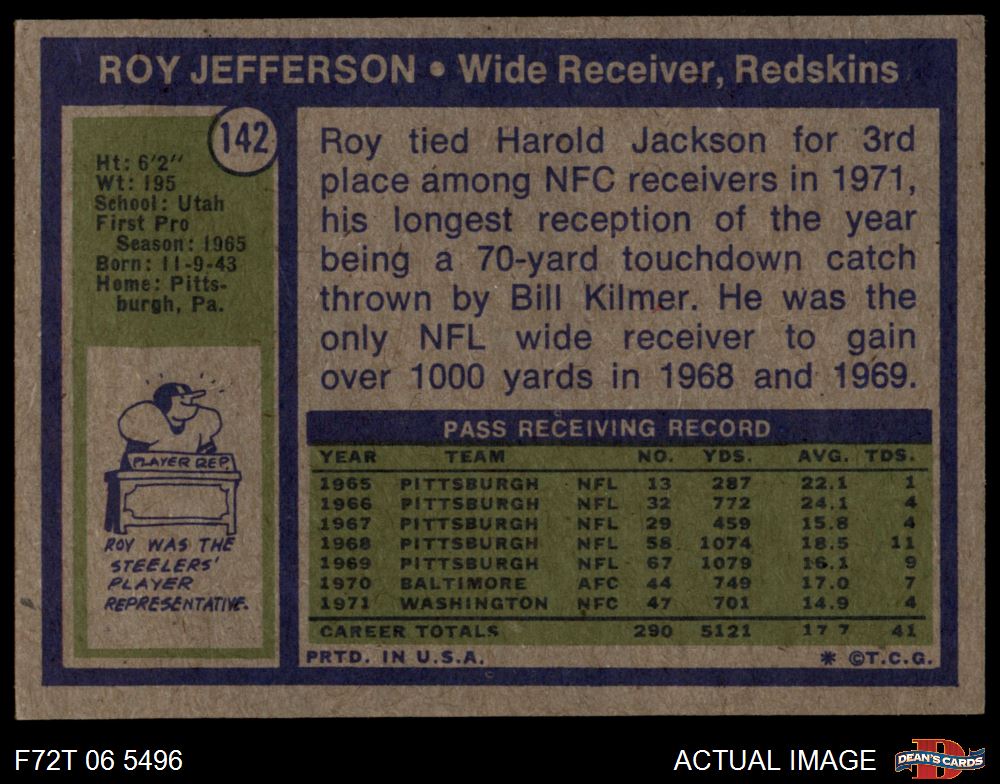 ROY JEFFERSON • Wide Receiver, Redskins
142
Ht: 6'2''
Wt: 195
School: Utah
First Pro
Season: 1965
Born: 11-9-43
Home: Pitts-
burgh, Pa.
Roy tied Harold Jackson for 3rd
place among NFC receivers in 1971,
his longest reception of the year
being a 70-yard touchdown catch
thrown by Bill Kilmer. He was the
only NFL wide receiver to gain
over 1000 yards in 1968 and 1969.
PLAYER REP.
ROY WAS THE
STEELERS'
PLAYER
REPRESENTATIVE.
PASS RECEIVING RECORD
YEAR TEAM NO. YDS. AVG. TDS.
1965 PITTSBURGH NFL 13 287 22.1 1
1966 PITTSBURGH NFL 32 772 24.1 4
1967 PITTSBURGH NFL 29 459 15.8 4
1968 PITTSBURGH NFL 58 1074 18.5 11
1969 PITTSBURGH NFL 67 1079 16.1 9
1970 BALTIMORE AFC 44 749 17.0 7
1971 WASHINGTON NFC 47 701 14.9 4
CAREER TOTALS 290 5121 17.7 41
PRTD. IN U.S.A. * ©T.C.G.
F72T 06 5496 ACTUAL IMAGE
D
DEAN'S CARDS